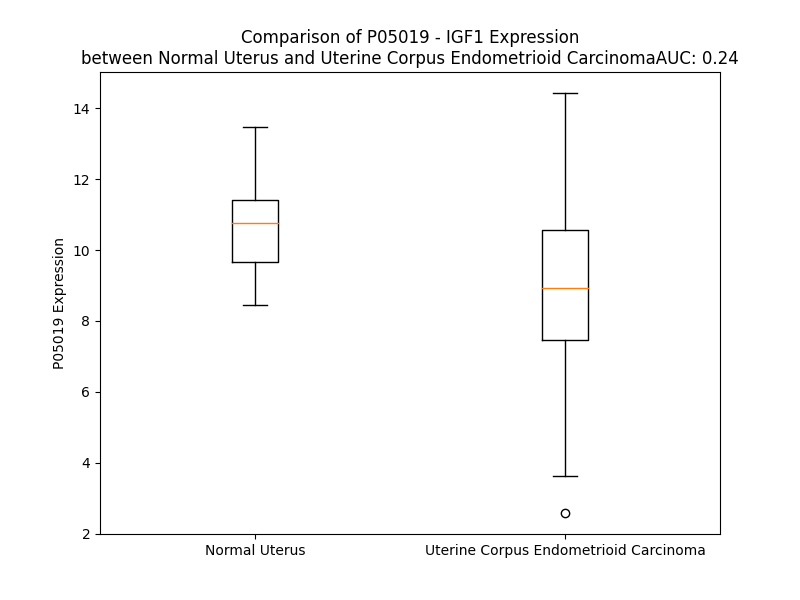 Comparison of P05019 - IGF1 Expression
between Normal Uterus and Uterine Corpus Endometrioid CarcinomaAUC: 0.24
14
12
10
8
6
4
2
P05019 Expression
Normal Uterus
Uterine Corpus Endometrioid Carcinoma